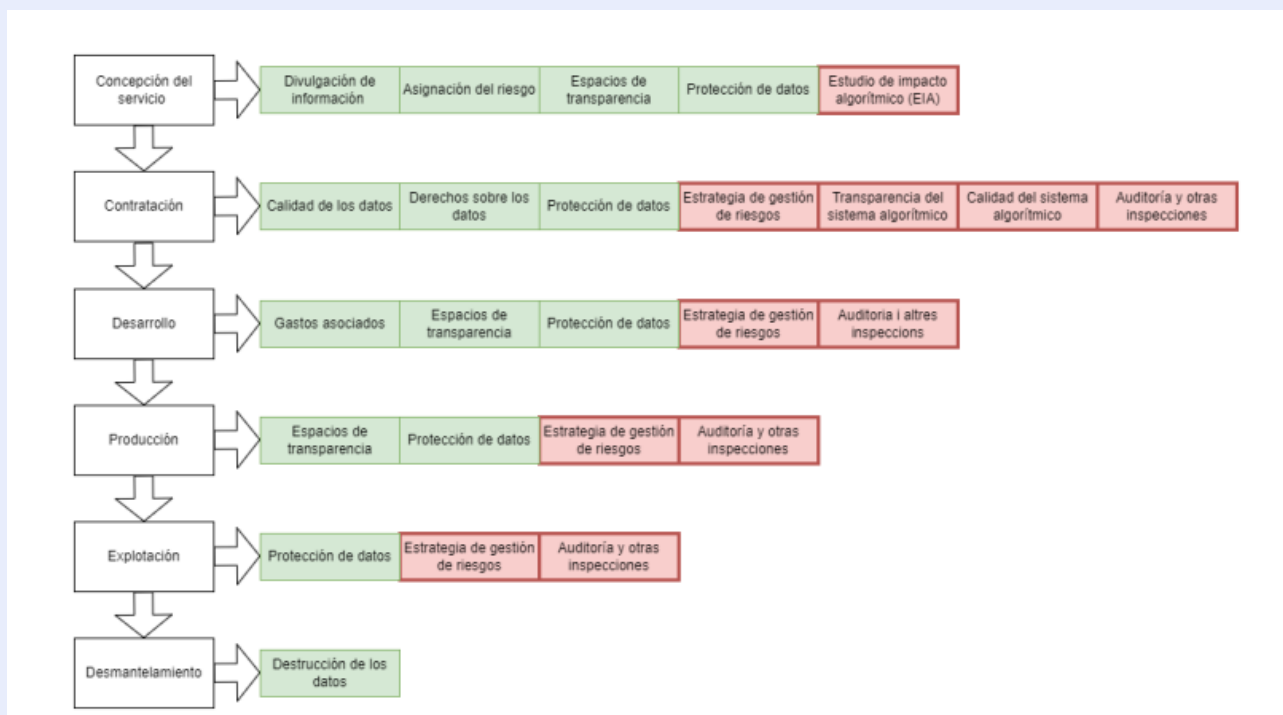 Concepción del
servicio
Divulgación de
información
Asignación del riesgo
Espacios de
transparencia
Protección de datos
Estudio de impacto
algorítmico (EIA)
Contratación
Calidad de los datos
Derechos sobre los
datos
Protección de datos
Estrategia de gestión
de riesgos
Transparencia del
sistema algorítmico
Calidad del sistema
algorítmico
Auditoría y otras
inspecciones
Desarrollo
Gastos asociados
Espacios de
transparencia
Protección de datos
Estrategia de gestión
de riesgos
Auditoria i altres
inspeccions
Producción
Espacios de
transparencia
Protección de datos
Estrategia de gestión
de riesgos
Auditoría y otras
inspecciones
Explotación
Protección de datos
Estrategia de gestión
de riesgos
Auditoría y otras
inspecciones
Desmantelamiento
Destrucción de los
datos